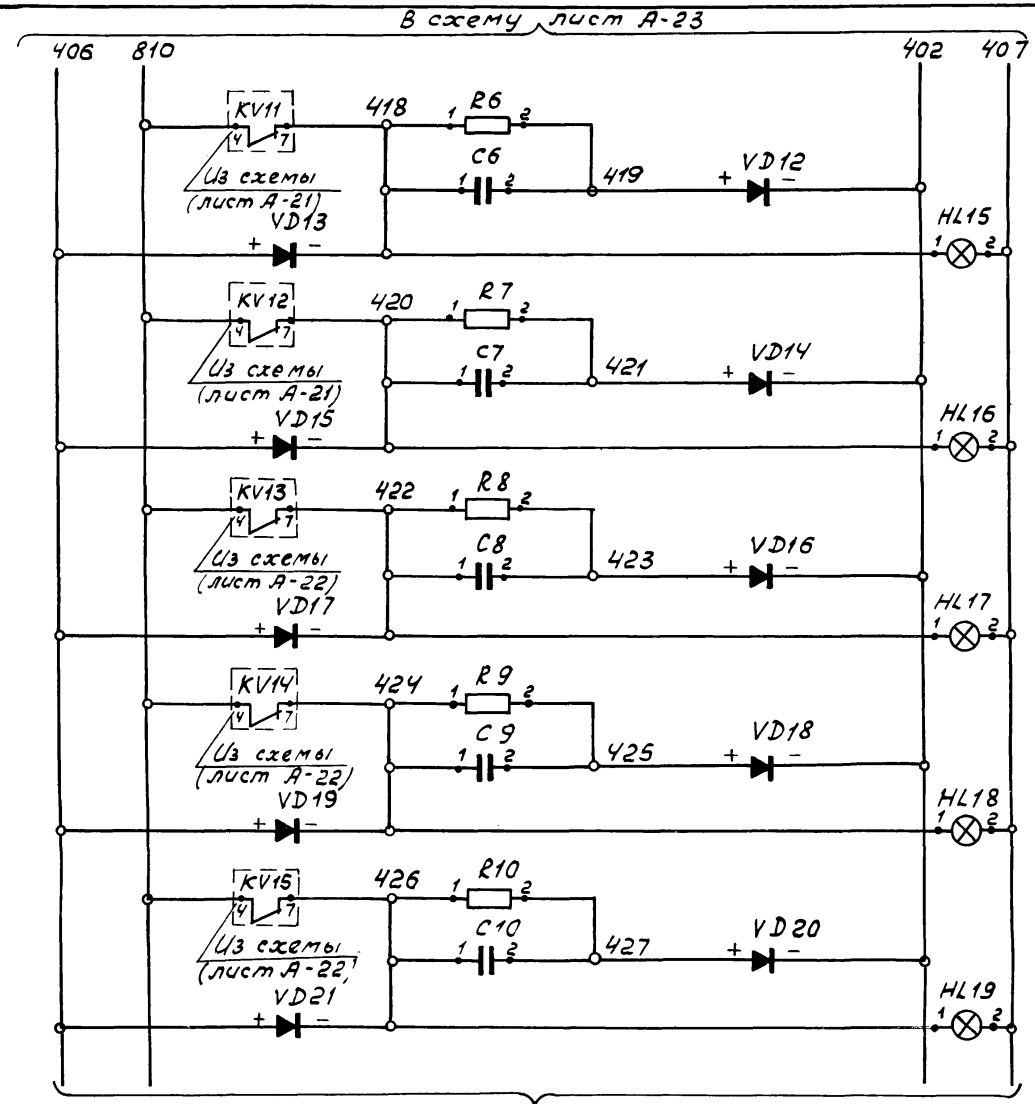 В схему лист А-23
406 810 402 407
KV11 418 1 R6 2
4 7 C6
1 2 419 + VD12 -
Из схемы
(лист А-21)
VD13 HL15
+ - 1 2
KV12 420 1 R7 2
4 7 C7
1 2 421 + VD14 -
Из схемы
(лист А-21)
VD15 HL16
+ - 1 2
KV13 422 1 R8 2
4 7 C8
1 2 423 + VD16 -
Из схемы
(лист А-22)
VD17 HL17
+ - 1 2
KV14 424 1 R9 2
4 7 C9
1 2 425 + VD18 -
Из схемы
(лист А-22)
VD19 HL18
+ - 1 2
KV15 426 1 R10 2
4 7 C10
1 2 427 + VD20 -
Из схемы
(лист А-22)
VD21 HL19
+ - 1 2